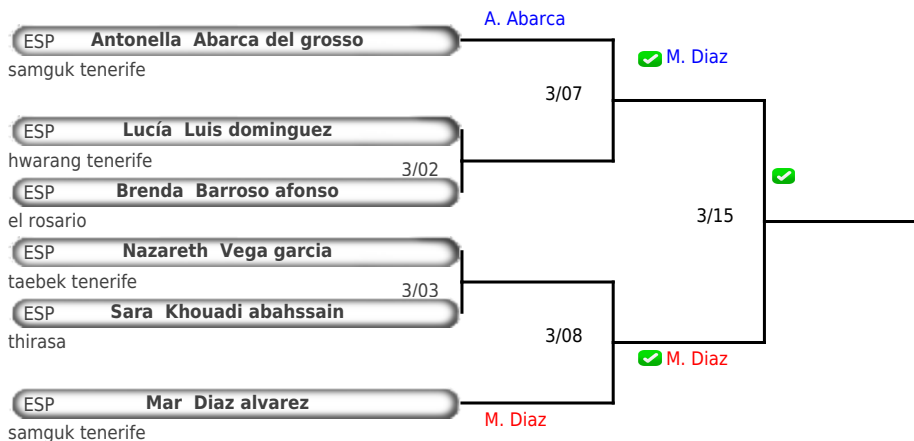 A. Abarca
ESP Antonella Abarca del grosso
samguk tenerife
M. Diaz
3/07
ESP Lucía Luis dominguez
hwarang tenerife
3/02
ESP Brenda Barroso afonso
el rosario
3/15
ESP Nazareth Vega garcia
taebek tenerife
3/03
ESP Sara Khouadi abahssain
thirasa
3/08
M. Diaz
ESP Mar Diaz alvarez
M. Diaz
samguk tenerife